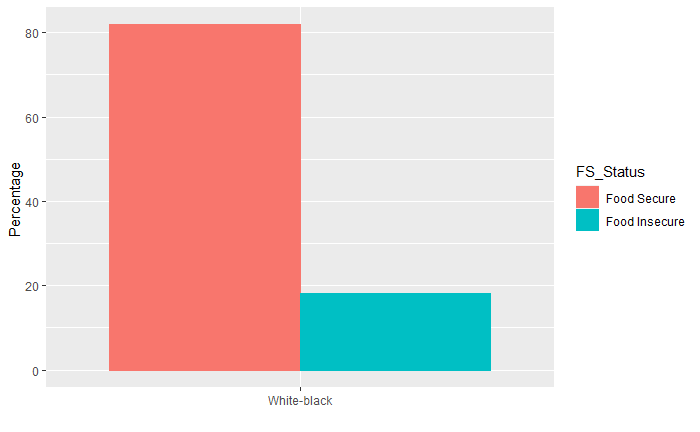 80
60
40
20
0
Percentage
White-black
FS_Status
Food Secure
Food Insecure